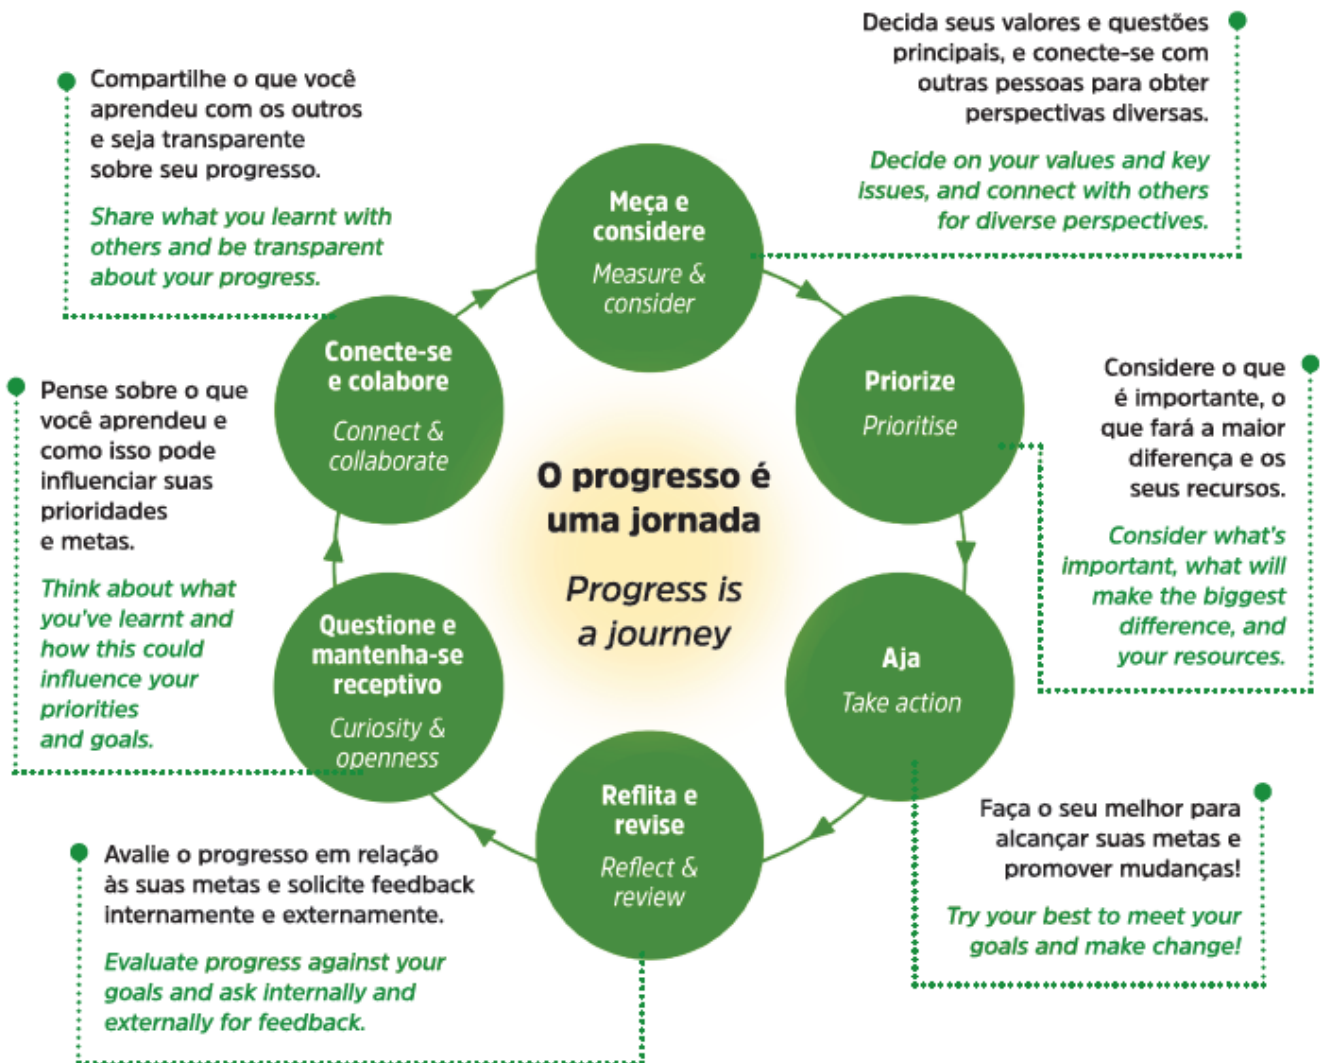 Decida seus valores e questões
principais, e conecte-se com
outras pessoas para obter
perspectivas diversas.
Decide on your values and key
issues, and connect with others
for diverse perspectives.
Compartilhe o que você
aprendeu com os outros
e seja transparente
sobre seu progresso.
Share what you learnt with
others and be transparent
about your progress.
Meça e
considere
Measure &
consider
Conecte-se
e colabore
Connect &
collaborate
Priorize
Prioritise
Considere o que
é importante, o
que fará a maior
diferença e os
seus recursos.
Consider what's
important, what will
make the biggest
difference, and
your resources.
Pense sobre o que
você aprendeu e
como isso pode
influenciar suas
prioridades
e metas.
Think about what
you've learnt and
how this could
influence your
priorities
and goals.
O progresso é
uma jornada
Progress is
a journey
Questione e
mantenha-se
receptivo
Curiosity &
openness
Aja
Take action
Reflita e
revise
Reflect &
review
Faça o seu melhor para
alcançar suas metas e
promover mudanças!
Try your best to meet your
goals and make change!
Avalie o progresso em relação
às suas metas e solicite feedback
internamente e externamente.
Evaluate progress against your
goals and ask internally and
externally for feedback.